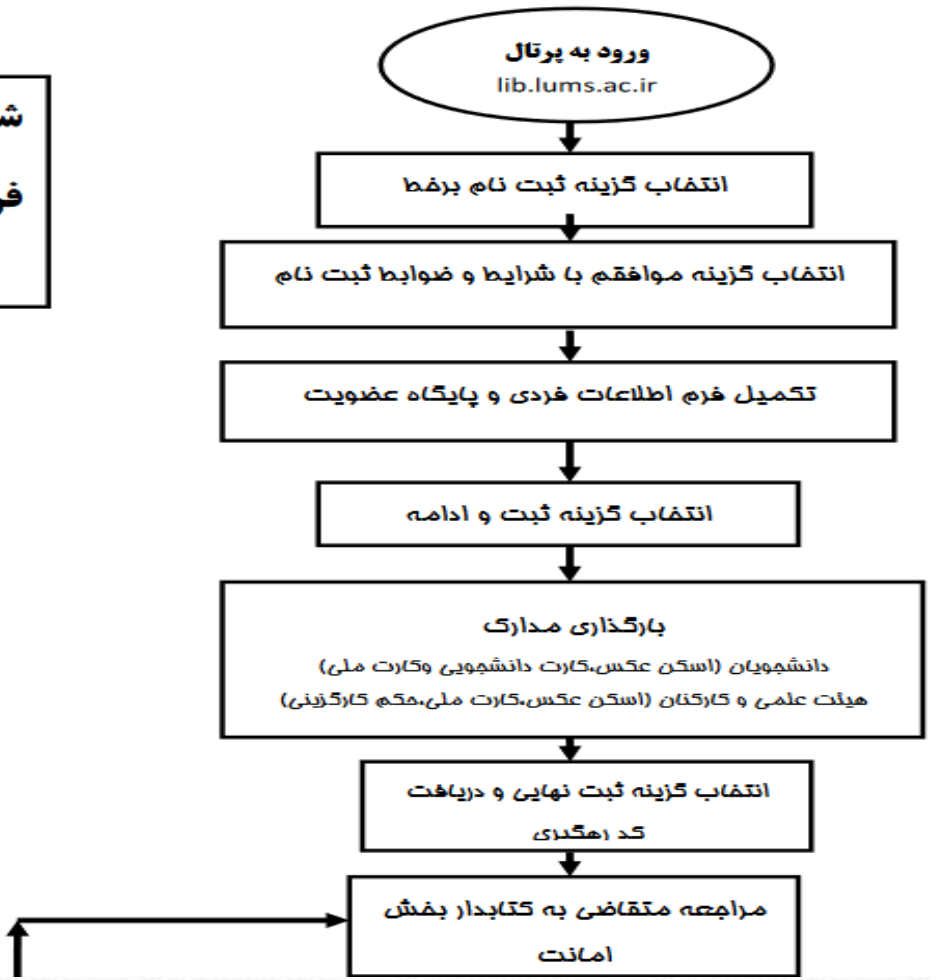 ورود به پرتال
lib.lums.ac.ir
انتخاب گزینه ثبت نام برخط
انتخاب گزینه موافقم با شرایط و ضوابط ثبت نام
تکمیل فرم اطلاعات فردی و پایگاه عضویت
انتخاب گزینه ثبت و ادامه
بارگذاری مدارک
دانشجویان (اسکن عکس،کارت دانشجویی وکارت ملی)
هیئت علمی و کارکنان (اسکن عکس،کارت ملی،حکم کارگزینی)
انتخاب گزینه ثبت نهایی و دریافت
کد رهگیری
مراجعه متقاضی به کتابدار بخش
امانت